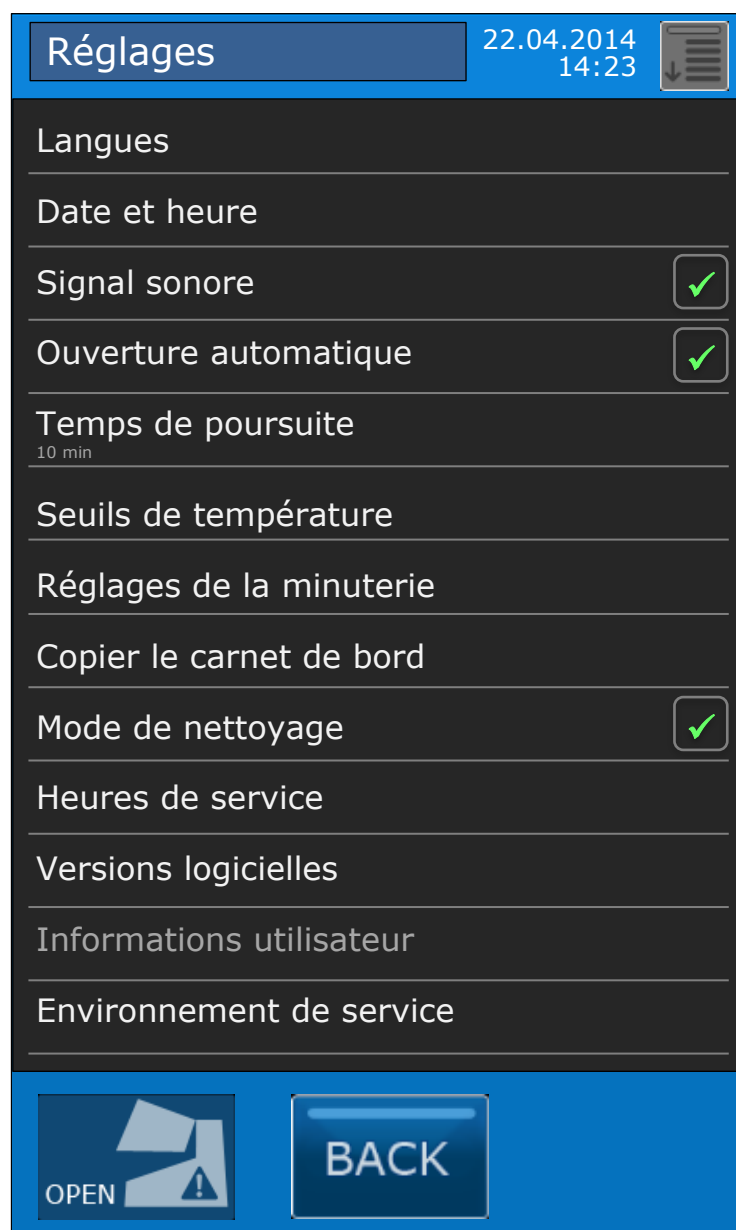 Réglages
22.04.2014
14:23
Langues
Date et heure
Signal sonore
Ouverture automatique
Temps de poursuite
10 min
Seuils de température
Réglages de la minuterie
Copier le carnet de bord
Mode de nettoyage
Heures de service
Versions logicielles
Informations utilisateur
Environnement de service
OPEN
BACK